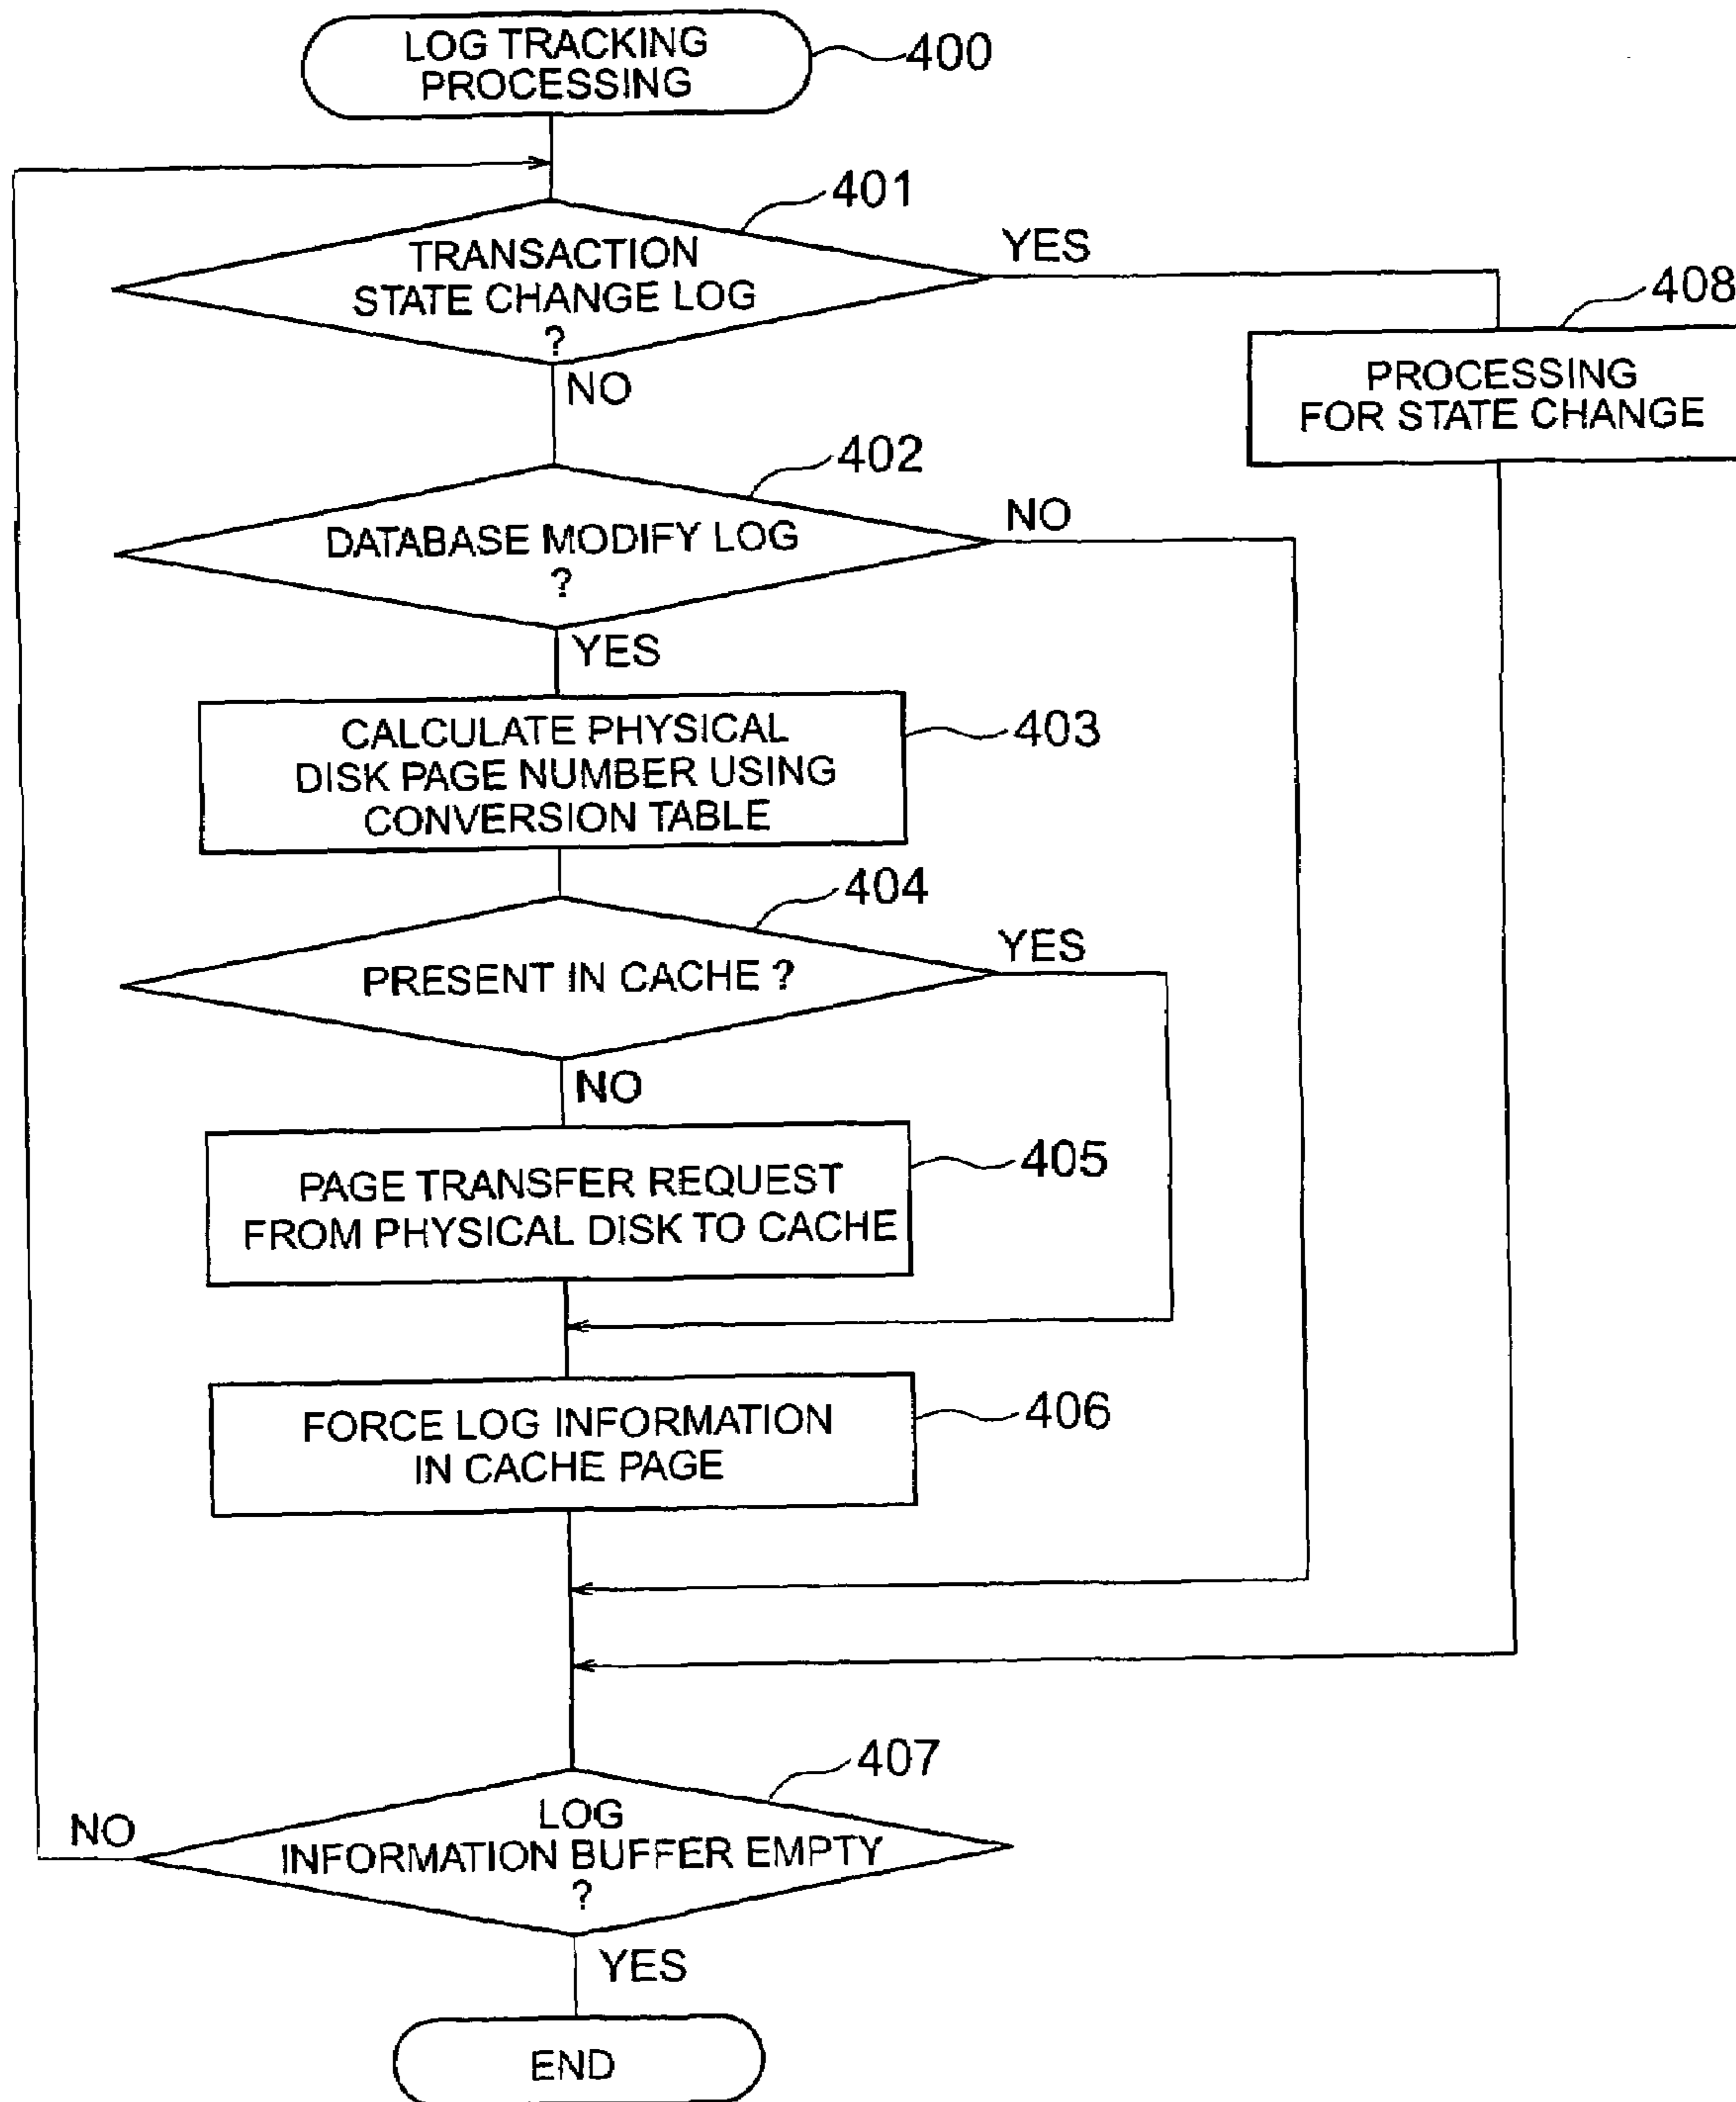 LOG TRACKING
PROCESSING
400
401
TRANSACTION
STATE CHANGE LOG
?
YES
NO
408
PROCESSING
FOR STATE CHANGE
402
DATABASE MODIFY LOG
?
NO
YES
403
CALCULATE PHYSICAL
DISK PAGE NUMBER USING
CONVERSION TABLE
404
PRESENT IN CACHE ?
YES
NO
405
PAGE TRANSFER REQUEST
FROM PHYSICAL DISK TO CACHE
406
FORCE LOG INFORMATION
IN CACHE PAGE
407
LOG
INFORMATION BUFFER EMPTY
?
NO
YES
END